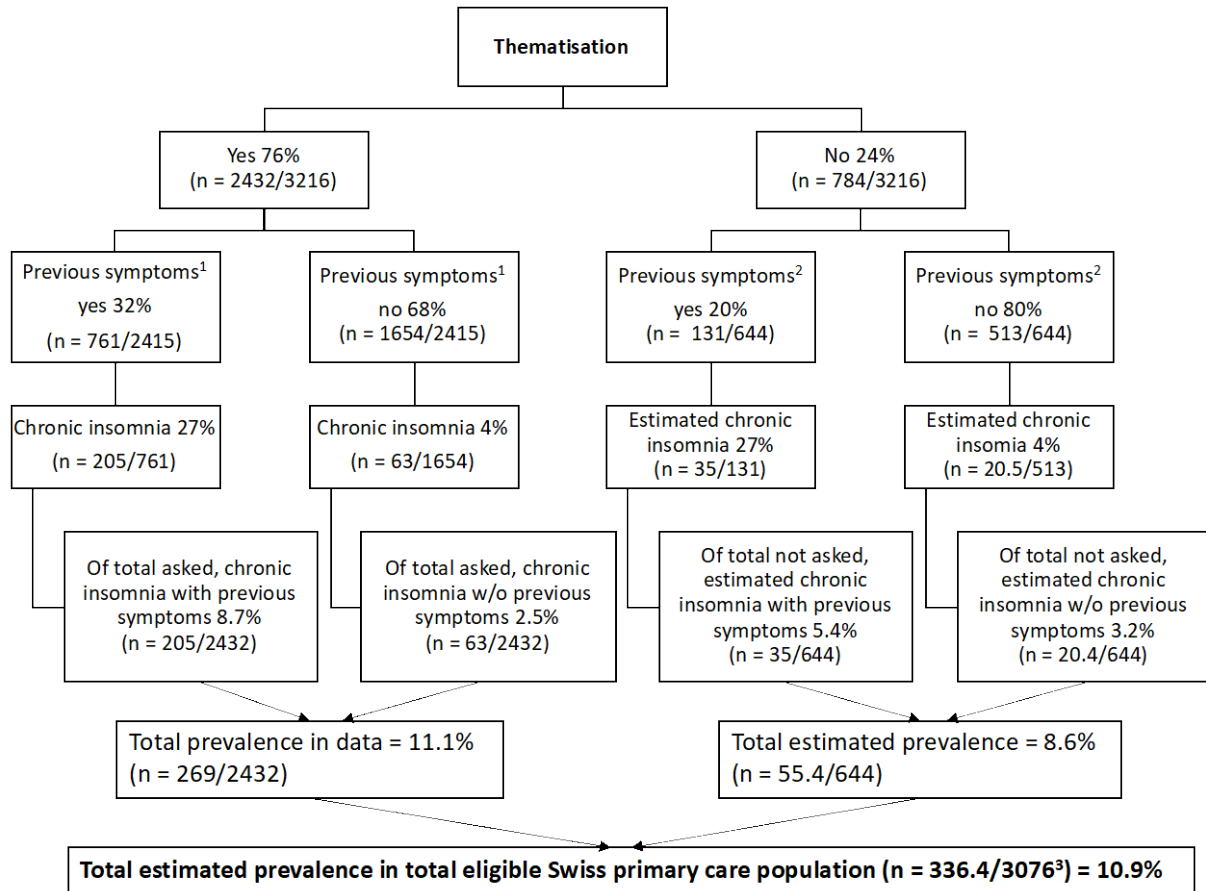 Thematisation
Yes 76%
(n = 2432/3216)
No 24%
(n = 784/3216)
Previous symptoms¹
yes 32%
(n = 761/2415)
Previous symptoms¹
no 68%
(n = 1654/2415)
Previous symptoms²
yes 20%
(n = 131/644)
Previous symptoms²
no 80%
(n = 513/644)
Chronic insomnia 27%
(n = 205/761)
Chronic insomnia 4%
(n = 63/1654)
Estimated chronic
insomnia 27%
(n = 35/131)
Estimated chronic
insomia 4%
(n = 20.5/513)
Of total asked, chronic
insomnia with previous
symptoms 8.7%
(n = 205/2432)
Of total asked, chronic
insomnia w/o previous
symptoms 2.5%
(n = 63/2432)
Of total not asked,
estimated chronic
insomnia with previous
symptoms 5.4%
(n = 35/644)
Of total not asked,
estimated chronic
insomnia w/o previous
symptoms 3.2%
(n = 20.4/644)
Total prevalence in data = 11.1%
(n = 269/2432)
Total estimated prevalence = 8.6%
(n = 55.4/644)
Total estimated prevalence in total eligible Swiss primary care population (n = 336.4/3076³) = 10.9%